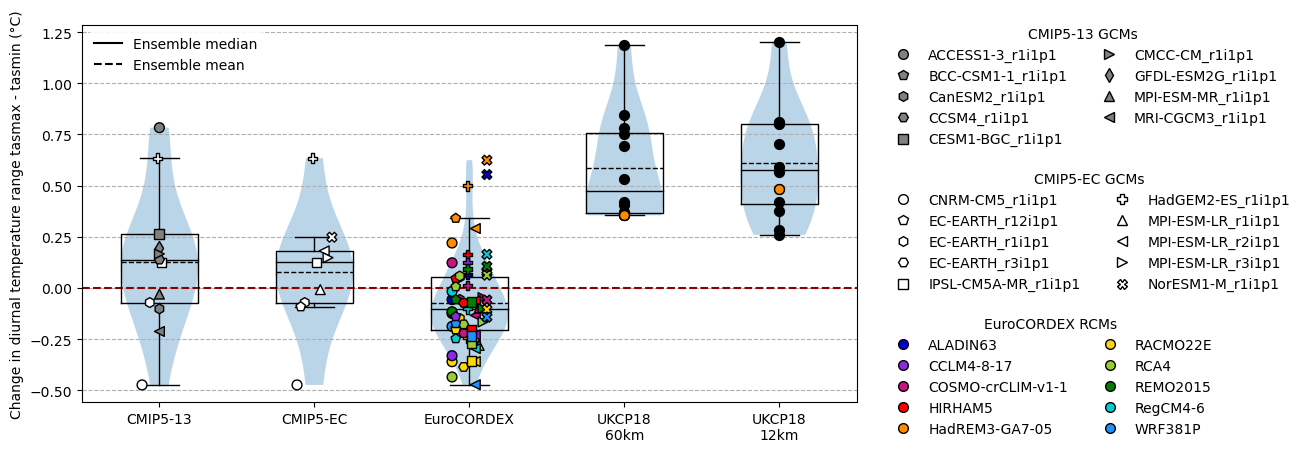 Change in diurnal temperature range tasmax - tasmin (°C)
1.25
1.00
0.75
0.50
0.25
0.00
−0.25
−0.50
Ensemble median
Ensemble mean
CMIP5-13
CMIP5-EC
EuroCORDEX
UKCP18
60km
UKCP18
12km
CMIP5-13 GCMs
ACCESS1-3_r1i1p1
BCC-CSM1-1_r1i1p1
CanESM2_r1i1p1
CCSM4_r1i1p1
CESM1-BGC_r1i1p1
CMCC-CM_r1i1p1
GFDL-ESM2G_r1i1p1
MPI-ESM-MR_r1i1p1
MRI-CGCM3_r1i1p1
CMIP5-EC GCMs
CNRM-CM5_r1i1p1
EC-EARTH_r12i1p1
EC-EARTH_r1i1p1
EC-EARTH_r3i1p1
IPSL-CM5A-MR_r1i1p1
HadGEM2-ES_r1i1p1
MPI-ESM-LR_r1i1p1
MPI-ESM-LR_r2i1p1
MPI-ESM-LR_r3i1p1
NorESM1-M_r1i1p1
EuroCORDEX RCMs
ALADIN63
CCLM4-8-17
COSMO-crCLIM-v1-1
HIRHAM5
HadREM3-GA7-05
RACMO22E
RCA4
REMO2015
RegCM4-6
WRF381P